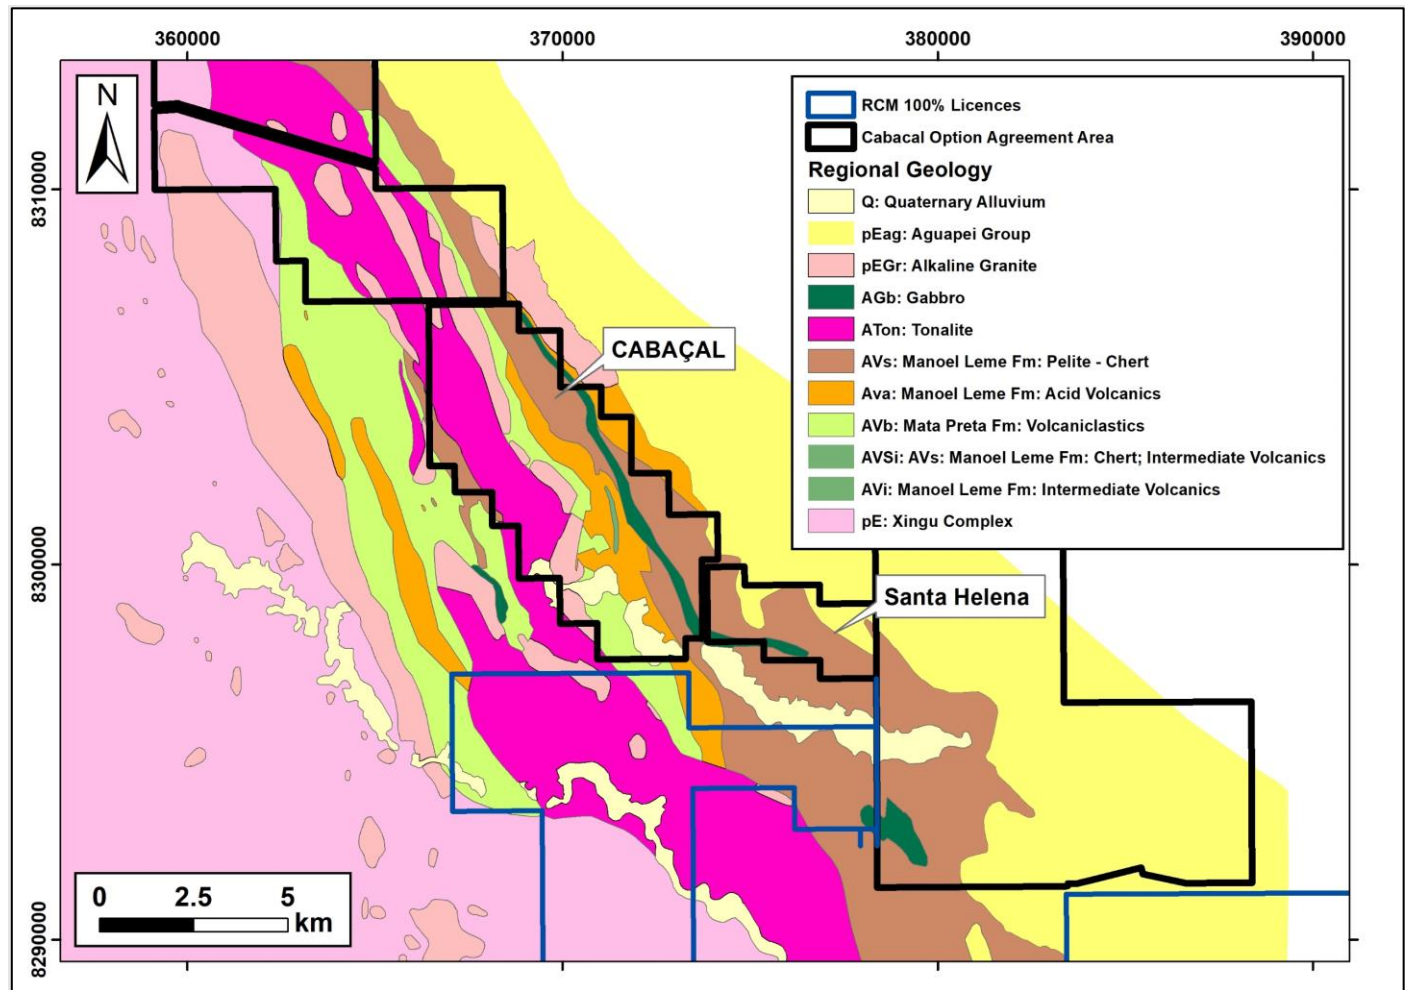 360000
370000
380000
390000
N
RCM 100% Licences
Cabacal Option Agreement Area
Regional Geology
Q: Quaternary Alluvium
pEag: Aguapei Group
pEGr: Alkaline Granite
AGb: Gabbro
ATon: Tonalite
AVs: Manoel Leme Fm: Pelite - Chert
Ava: Manoel Leme Fm: Acid Volcanics
AVb: Mata Preta Fm: Volcaniclastics
AVSi: AVs: Manoel Leme Fm: Chert; Intermediate Volcanics
AVi: Manoel Leme Fm: Intermediate Volcanics
pE: Xingu Complex
8310000
CABAÇAL
8300000
Santa Helena
0 2.5 5
km
8290000